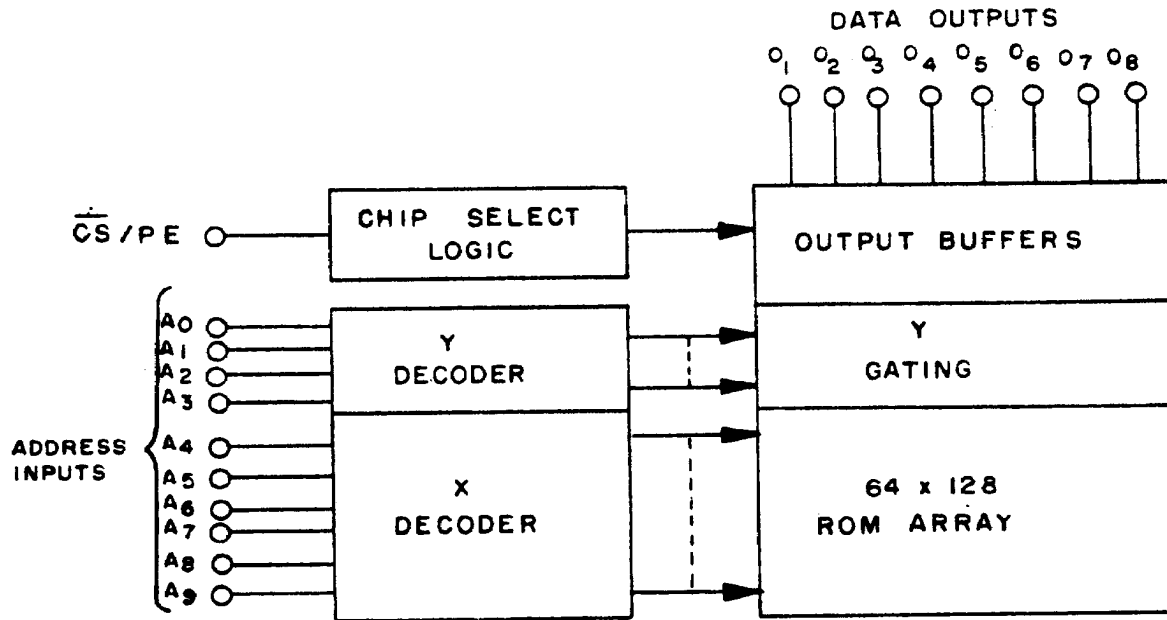 DATA OUTPUTS
O1 O2 O3 O4 O5 O6 O7 O8
CS/PE
CHIP SELECT
LOGIC
OUTPUT BUFFERS
A0
A1
A2
A3
Y
DECODER
Y
GATING
ADDRESS
INPUTS
A4
A5
A6
A7
A8
A9
X
DECODER
64 x 128
ROM ARRAY